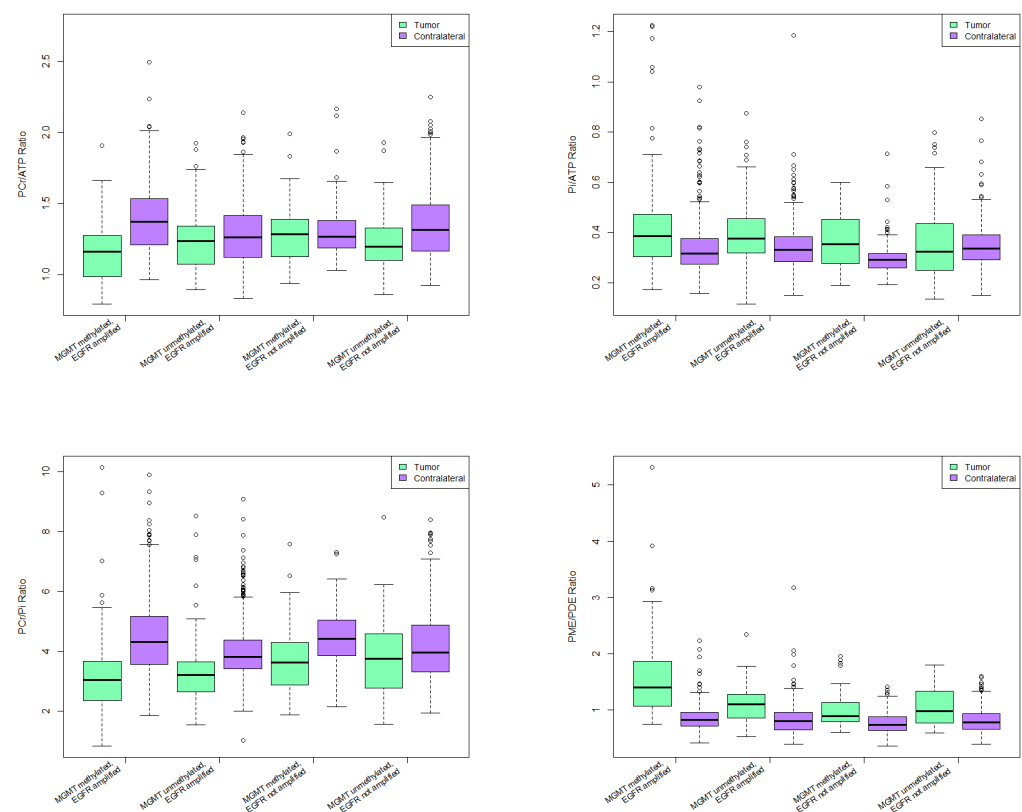 PCr/ATP Ratio
2.5
2.0
1.5
1.0
Tumor
Contralateral
MGMT methylated,
EGFR amplified
MGMT unmethylated,
EGFR amplified
MGMT methylated,
EGFR not amplified
MGMT unmethylated,
EGFR not amplified
Pi/ATP Ratio
1.2
1.0
0.8
0.6
0.4
0.2
Tumor
Contralateral
MGMT methylated,
EGFR amplified
MGMT unmethylated,
EGFR amplified
MGMT methylated,
EGFR not amplified
MGMT unmethylated,
EGFR not amplified
PCr/Pi Ratio
10
8
6
4
2
Tumor
Contralateral
MGMT methylated,
EGFR amplified
MGMT unmethylated,
EGFR amplified
MGMT methylated,
EGFR not amplified
MGMT unmethylated,
EGFR not amplified
PME/PDE Ratio
5
4
3
2
1
Tumor
Contralateral
MGMT methylated,
EGFR amplified
MGMT unmethylated,
EGFR amplified
MGMT methylated,
EGFR not amplified
MGMT unmethylated,
EGFR not amplified